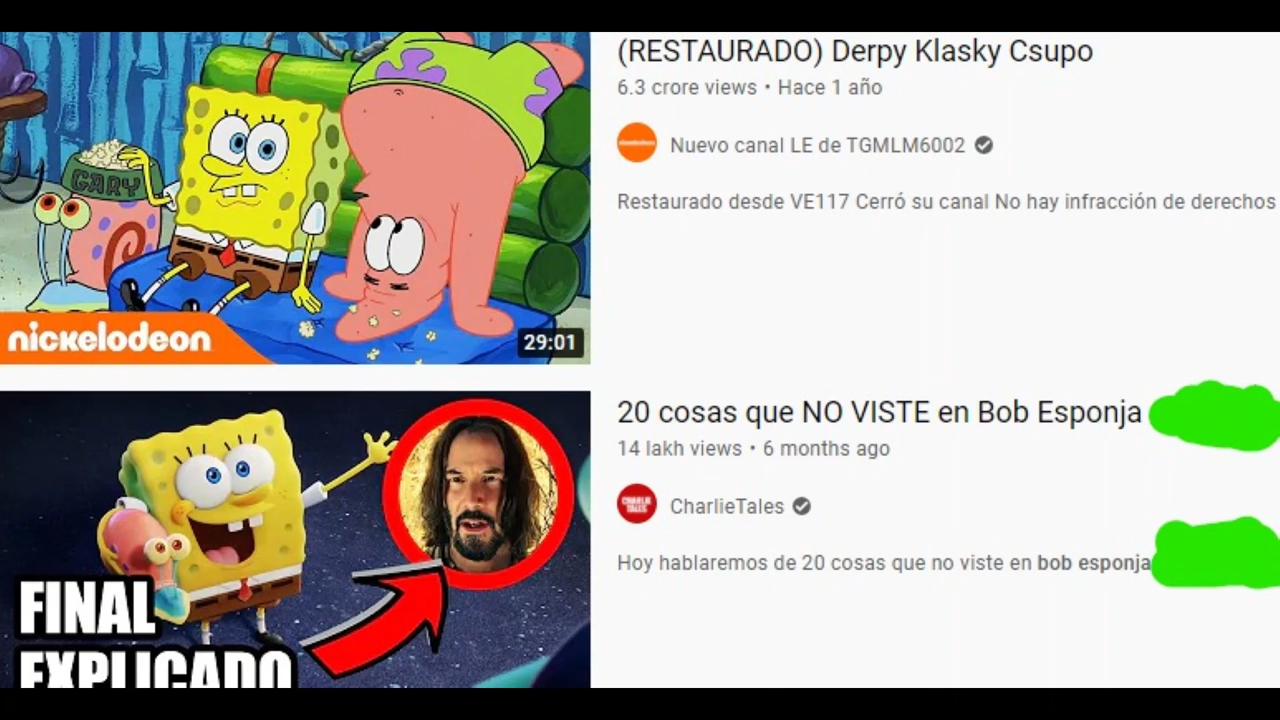 (RESTAURADO) Derpy Klasky Csupo
6.3 crore views • Hace 1 año
Nuevo canal LE de TGMLM6002
Restaurado desde VE117 Cerró su canal No hay infracción de derechos
GARY
nickelodeon
29:01
20 cosas que NO VISTE en Bob Esponja
14 lakh views • 6 months ago
CHARLIE
TALES
CharlieTales
Hoy hablaremos de 20 cosas que no viste en bob esponja
FINAL
EXPLICADO